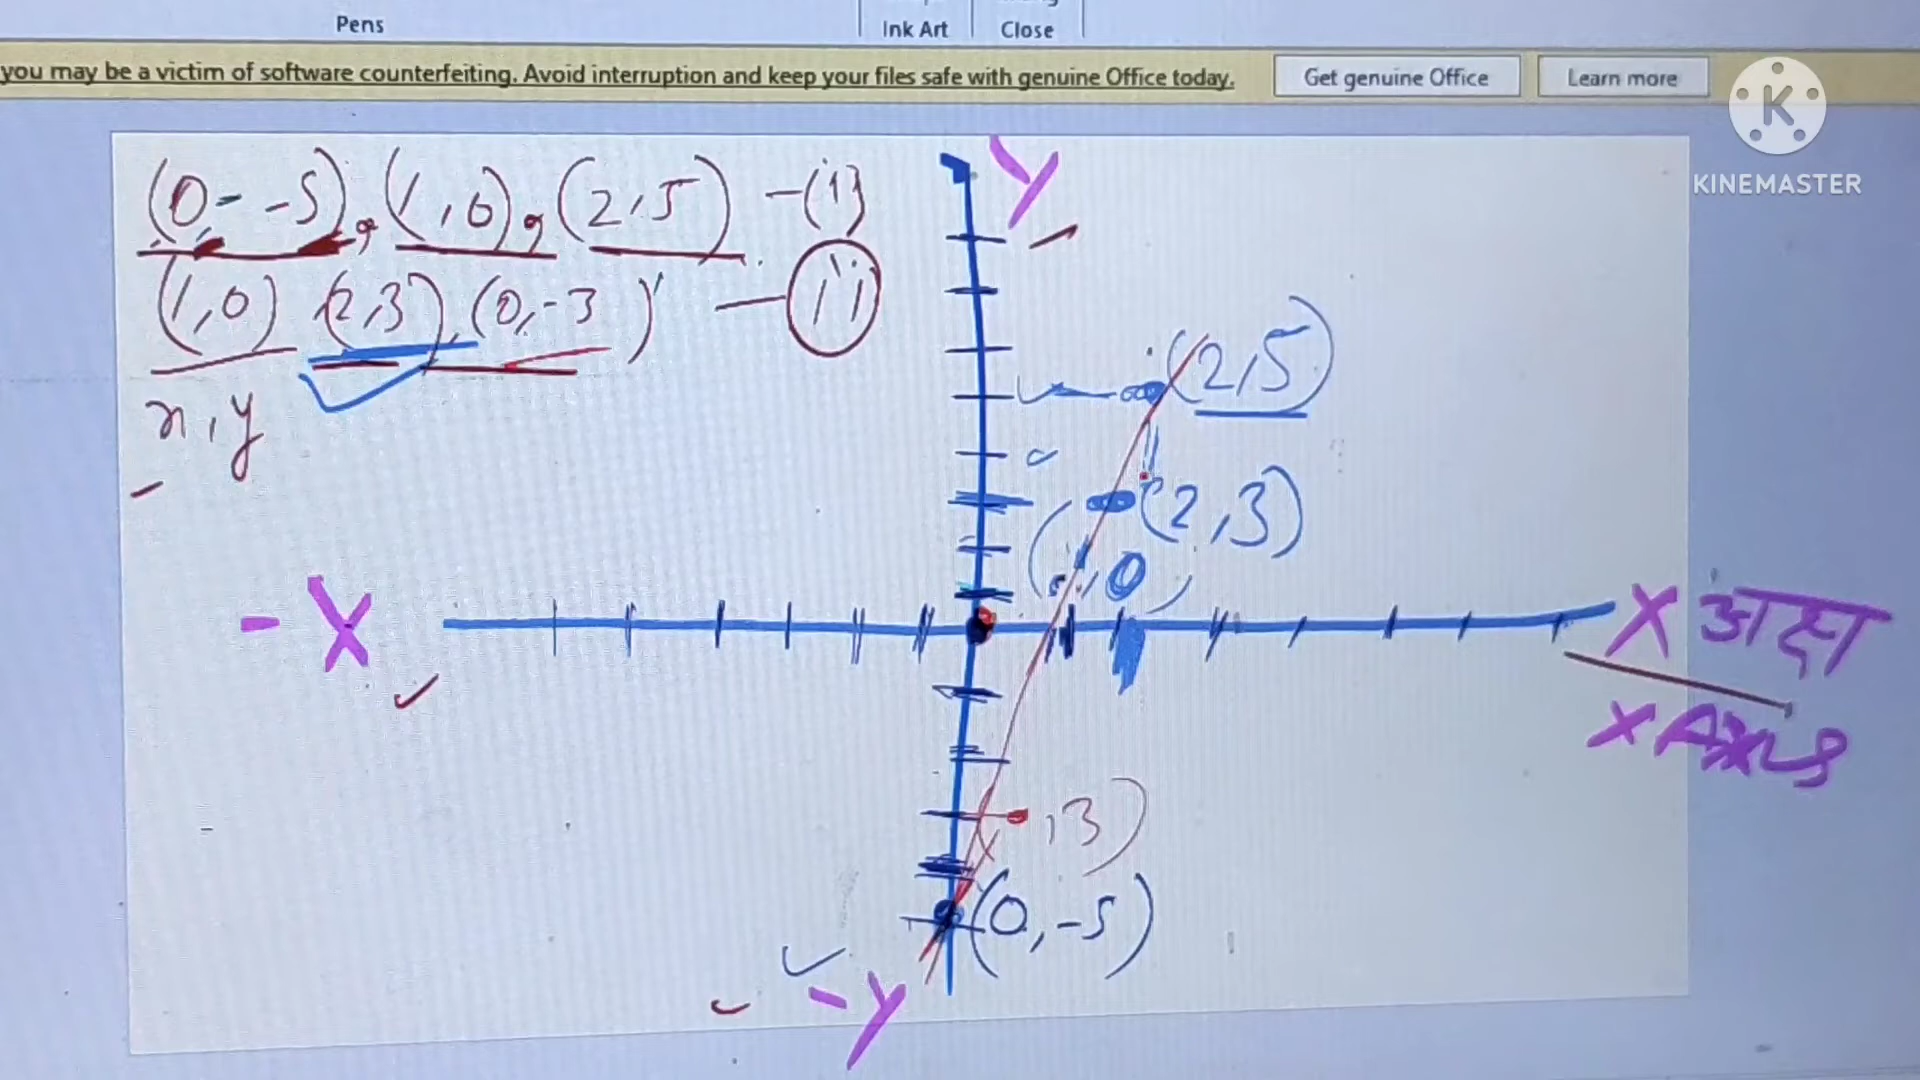 Pens
Ink Art
Close
you may be a victim of software counterfeiting. Avoid interruption and keep your files safe with genuine Office today.
Get genuine Office
Learn more
KINEMASTER
(0, -5), (1, 0), (2, 5) - (i)
(1, 0) (2, 3), (0, -3) - (ii)
x, y
Y
(2, 5)
(2, 3)
, 0)
- X
X अक्ष
X Axis
, 3)
(0, -5)
- Y